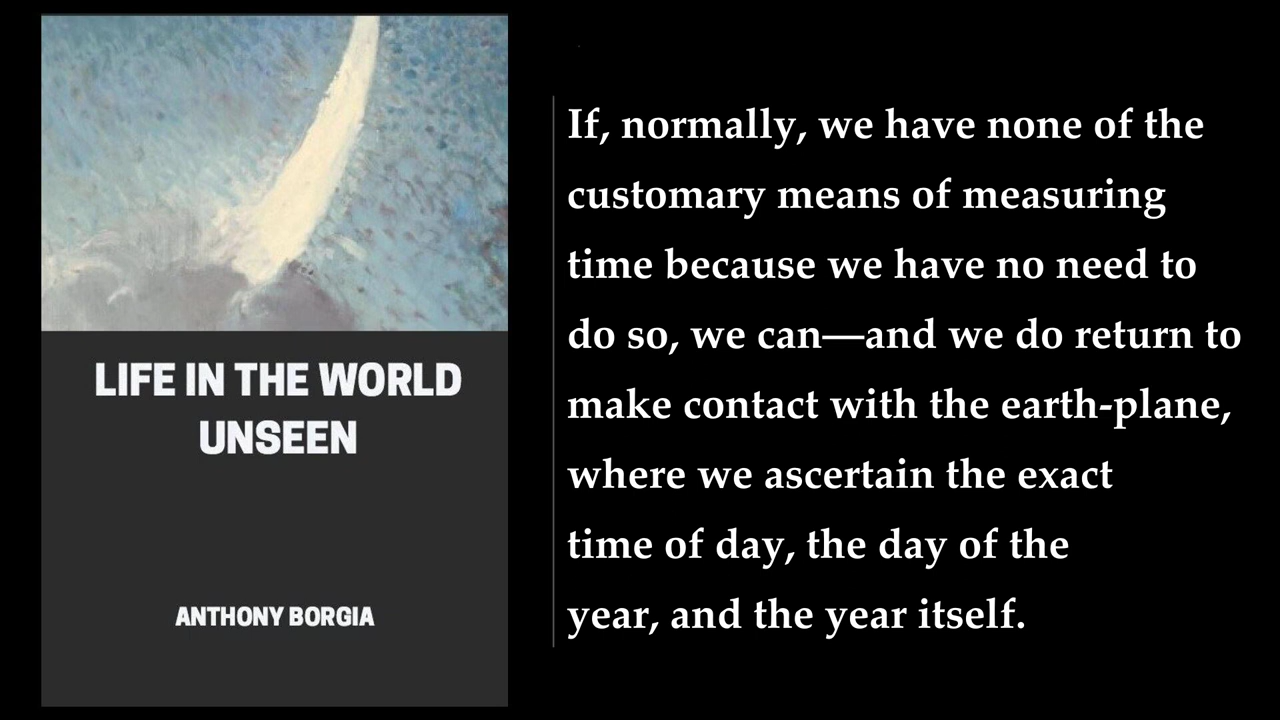 LIFE IN THE WORLD
UNSEEN
ANTHONY BORGIA
If, normally, we have none of the
customary means of measuring
time because we have no need to
do so, we can—and we do return to
make contact with the earth-plane,
where we ascertain the exact
time of day, the day of the
year, and the year itself.